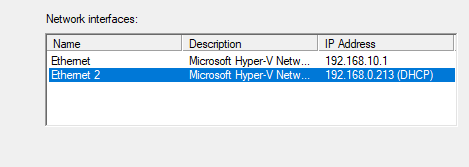 Network interfaces:
Name Description IP Address
Ethernet Microsoft Hyper-V Netw... 192.168.10.1
Ethernet 2 Microsoft Hyper-V Netw... 192.168.0.213 (DHCP)